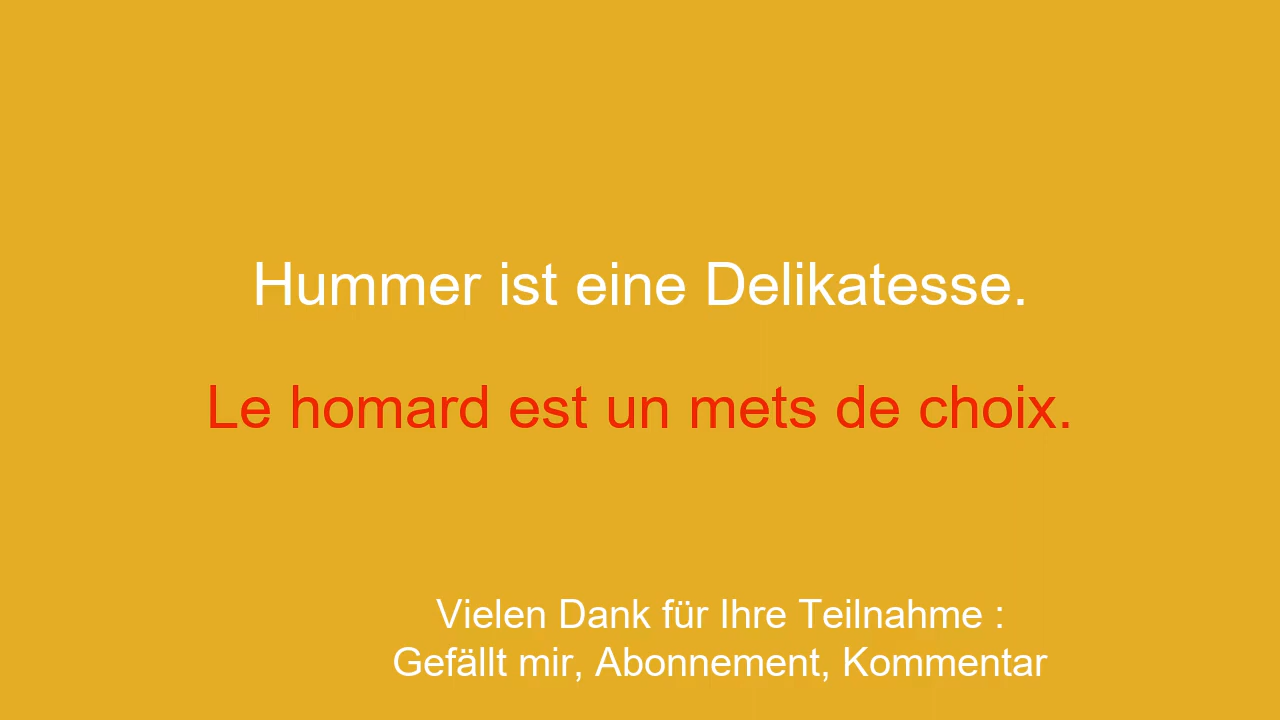 Hummer ist eine Delikatesse.
Le homard est un mets de choix.
Vielen Dank für Ihre Teilnahme :
Gefällt mir, Abonnement, Kommentar